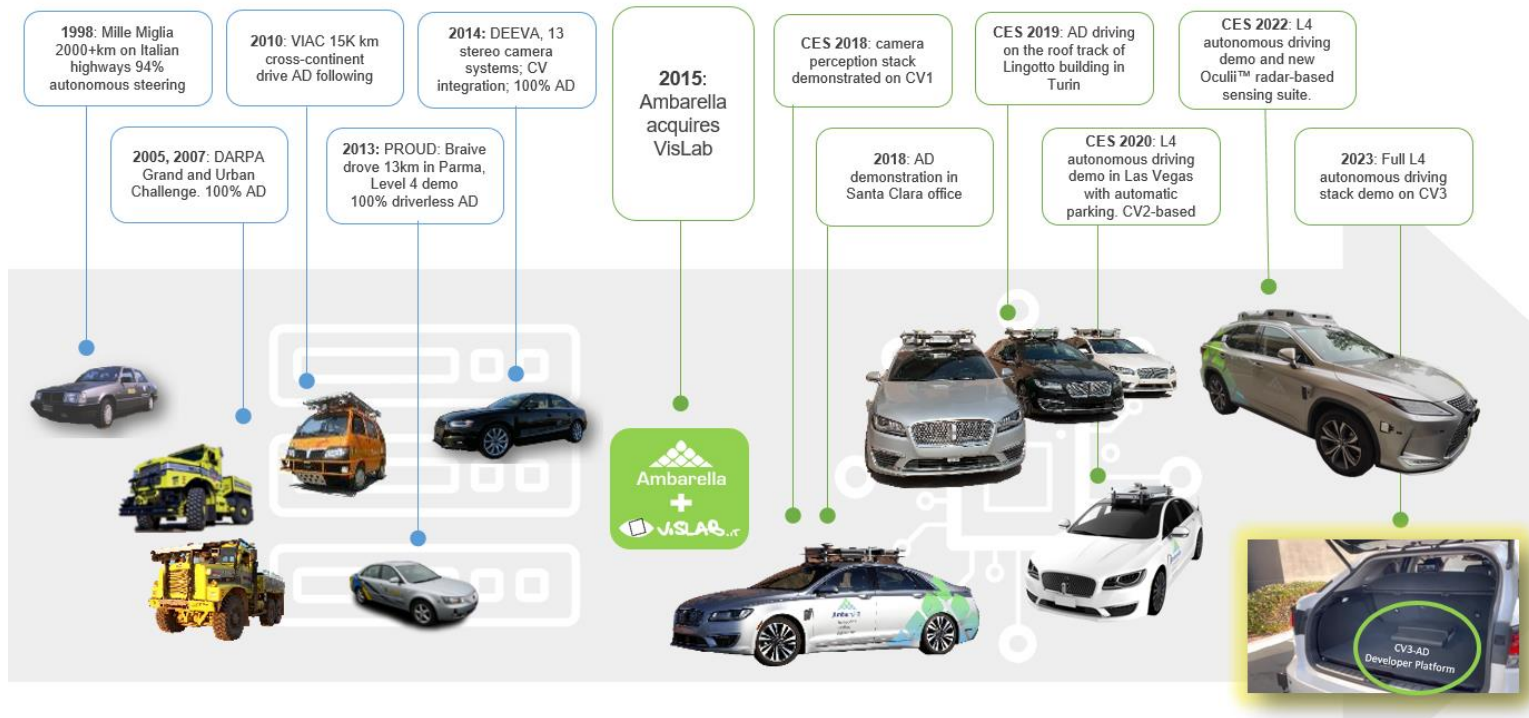 1998: Mille Miglia
2000+km on Italian
highways 94%
autonomous steering
2005, 2007: DARPA
Grand and Urban
Challenge. 100% AD
2010: VIAC 15K km
cross-continent
drive AD following
2013: PROUD: Braive
drove 13km in Parma,
Level 4 demo
100% driverless AD
2014: DEEVA, 13
stereo camera
systems; CV
integration; 100% AD
2015:
Ambarella
acquires
VisLab
CES 2018: camera
perception stack
demonstrated on CV1
2018: AD
demonstration in
Santa Clara office
CES 2019: AD driving
on the roof track of
Lingotto building in
Turin
CES 2020: L4
autonomous driving
demo in Las Vegas
with automatic
parking. CV2-based
CES 2022: L4
autonomous driving
demo and new
Oculii™ radar-based
sensing suite.
2023: Full L4
autonomous driving
stack demo on CV3
Ambarella
+
VISLAB.it
Ambarella
CV3-AD
Developer Platform